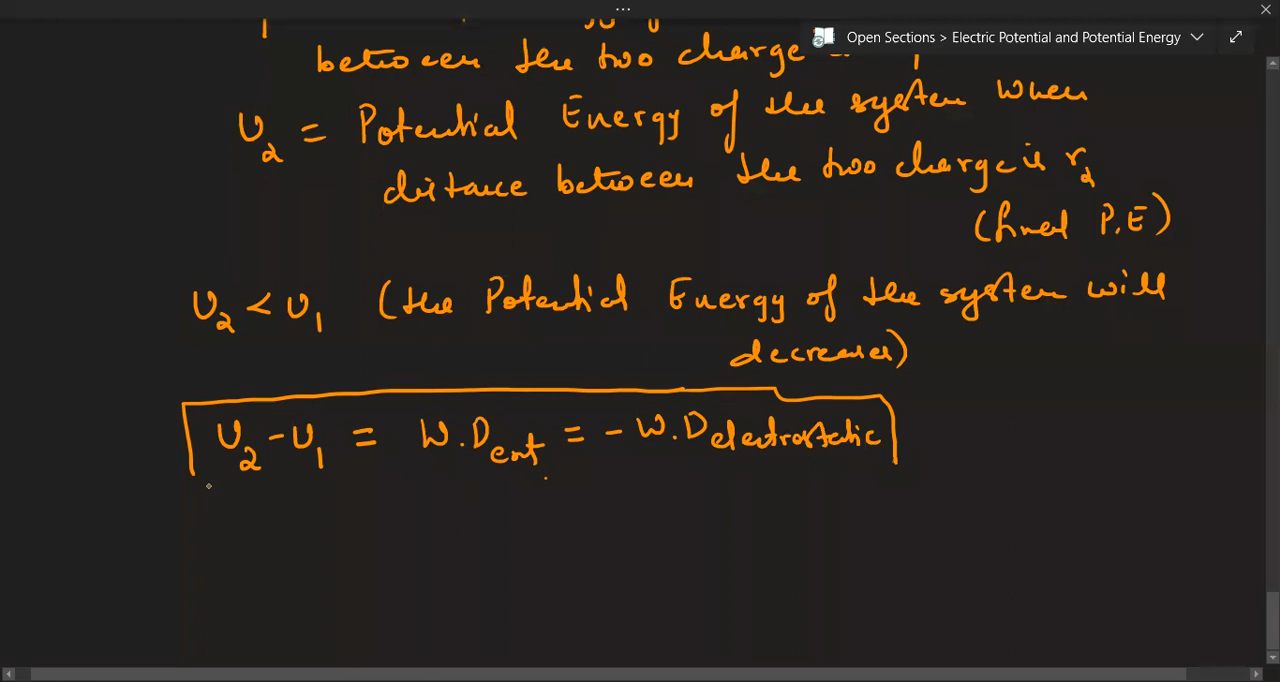 Open Sections > Electric Potential and Potential Energy
between the two charge is
U2 = Potential Energy of the system when
distance between the two charge is r2
(final P.E)
U2 < U1 (the Potential Energy of the system will
decreases)
U2 - U1 = W.Dext = - W.Delectrostatic